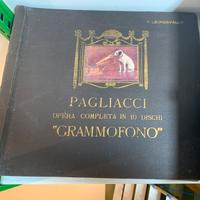 R. LEONCAVALLO
PAGLIACCI
OPERA COMPLETA IN 10 DISCHI
"GRAMMOFONO"